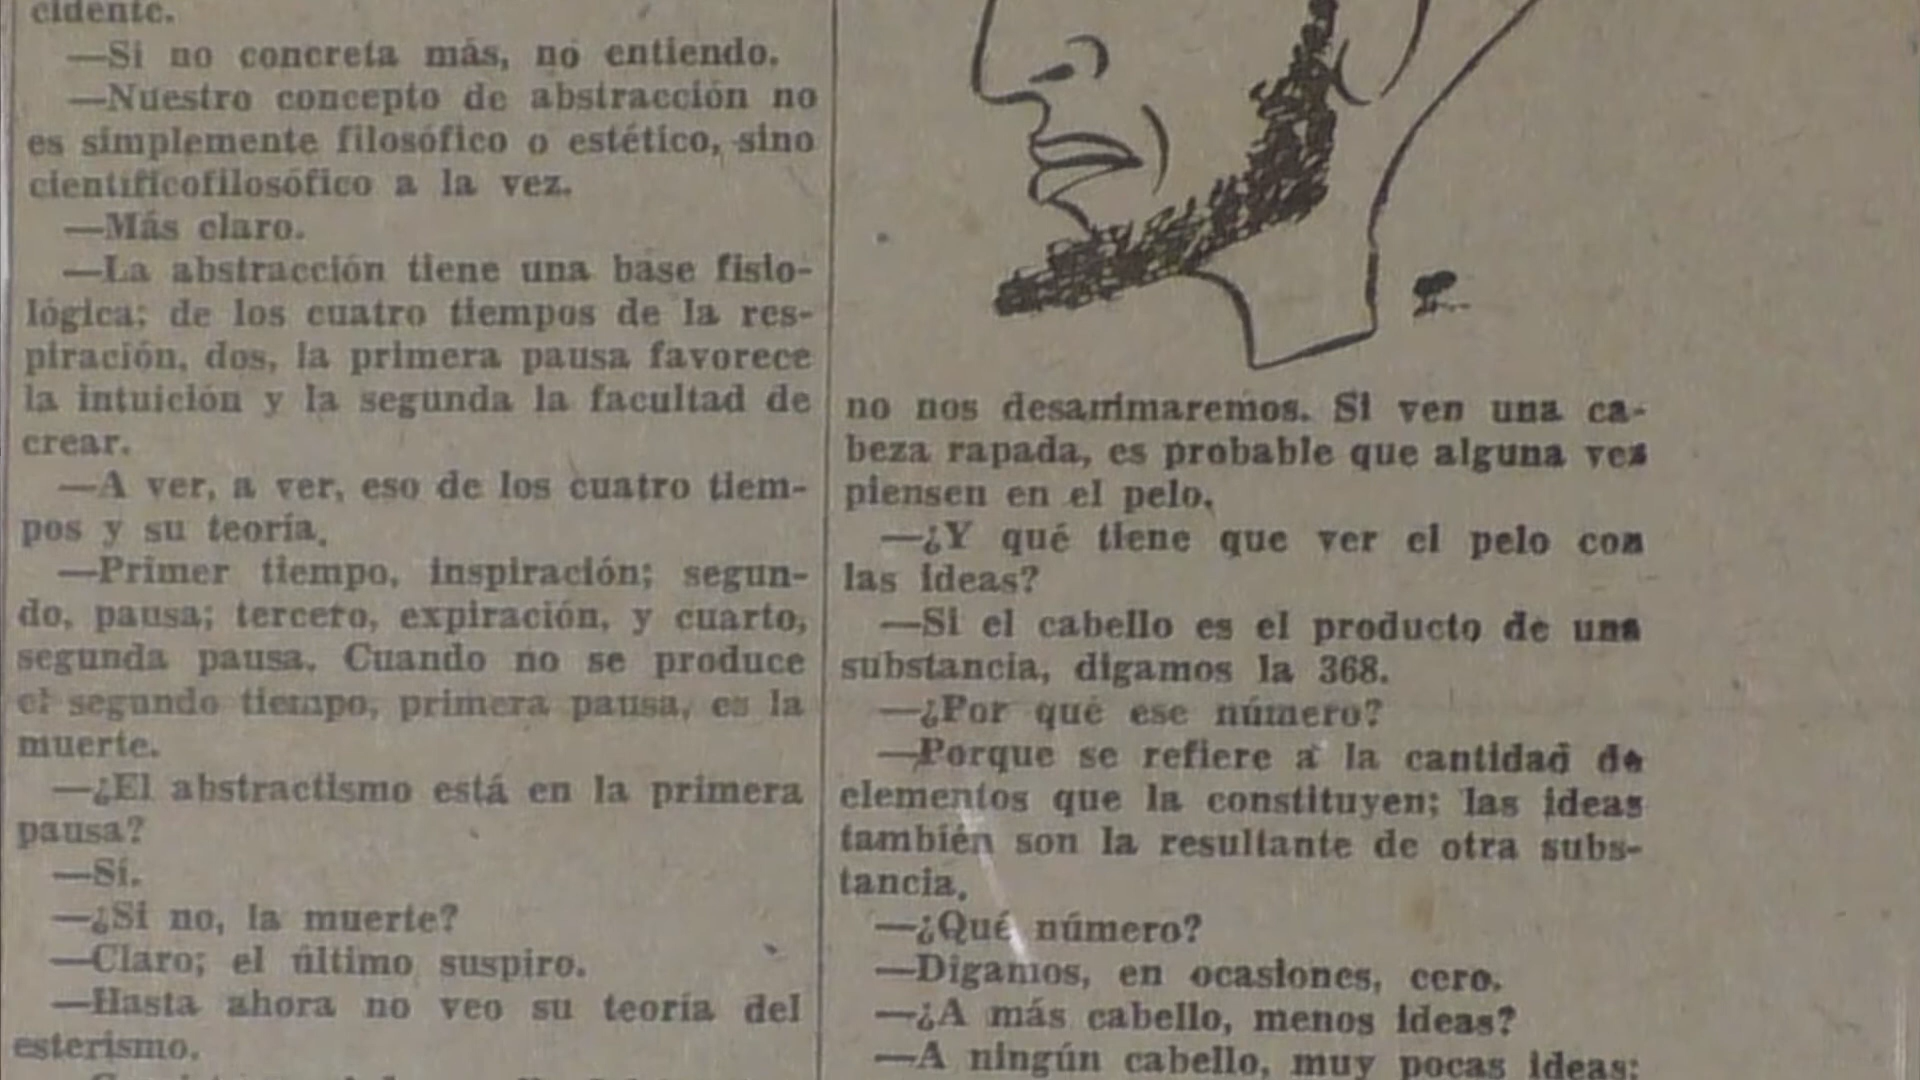 cidente.
—Si no concreta más, no entiendo.
—Nuestro concepto de abstracción no
es simplemente filosófico o estético, sino
científicofilosófico a la vez.
—Más claro.
—La abstracción tiene una base fisio-
lógica; de los cuatro tiempos de la res-
piración, dos, la primera pausa favorece
la intuición y la segunda la facultad de
crear.
—A ver, a ver, eso de los cuatro tiem-
pos y su teoría.
—Primer tiempo, inspiración; segun-
do, pausa; tercero, expiración, y cuarto,
segunda pausa. Cuando no se produce
el segundo tiempo, primera pausa, es la
muerte.
—¿El abstractismo está en la primera
pausa?
—Sí.
—¿Si no, la muerte?
—Claro; el último suspiro.
—Hasta ahora no veo su teoría del
esterismo.
no nos desarrimaremos. Si ven una ca-
beza rapada, es probable que alguna vez
piensen en el pelo.
—¿Y qué tiene que ver el pelo con
las ideas?
—Si el cabello es el producto de una
substancia, digamos la 368.
—¿Por qué ese número?
—Porque se refiere a la cantidad de
elementos que la constituyen; las ideas
también son la resultante de otra subs-
tancia.
—¿Qué número?
—Digamos, en ocasiones, cero.
—¿A más cabello, menos ideas?
—A ningún cabello, muy pocas ideas;